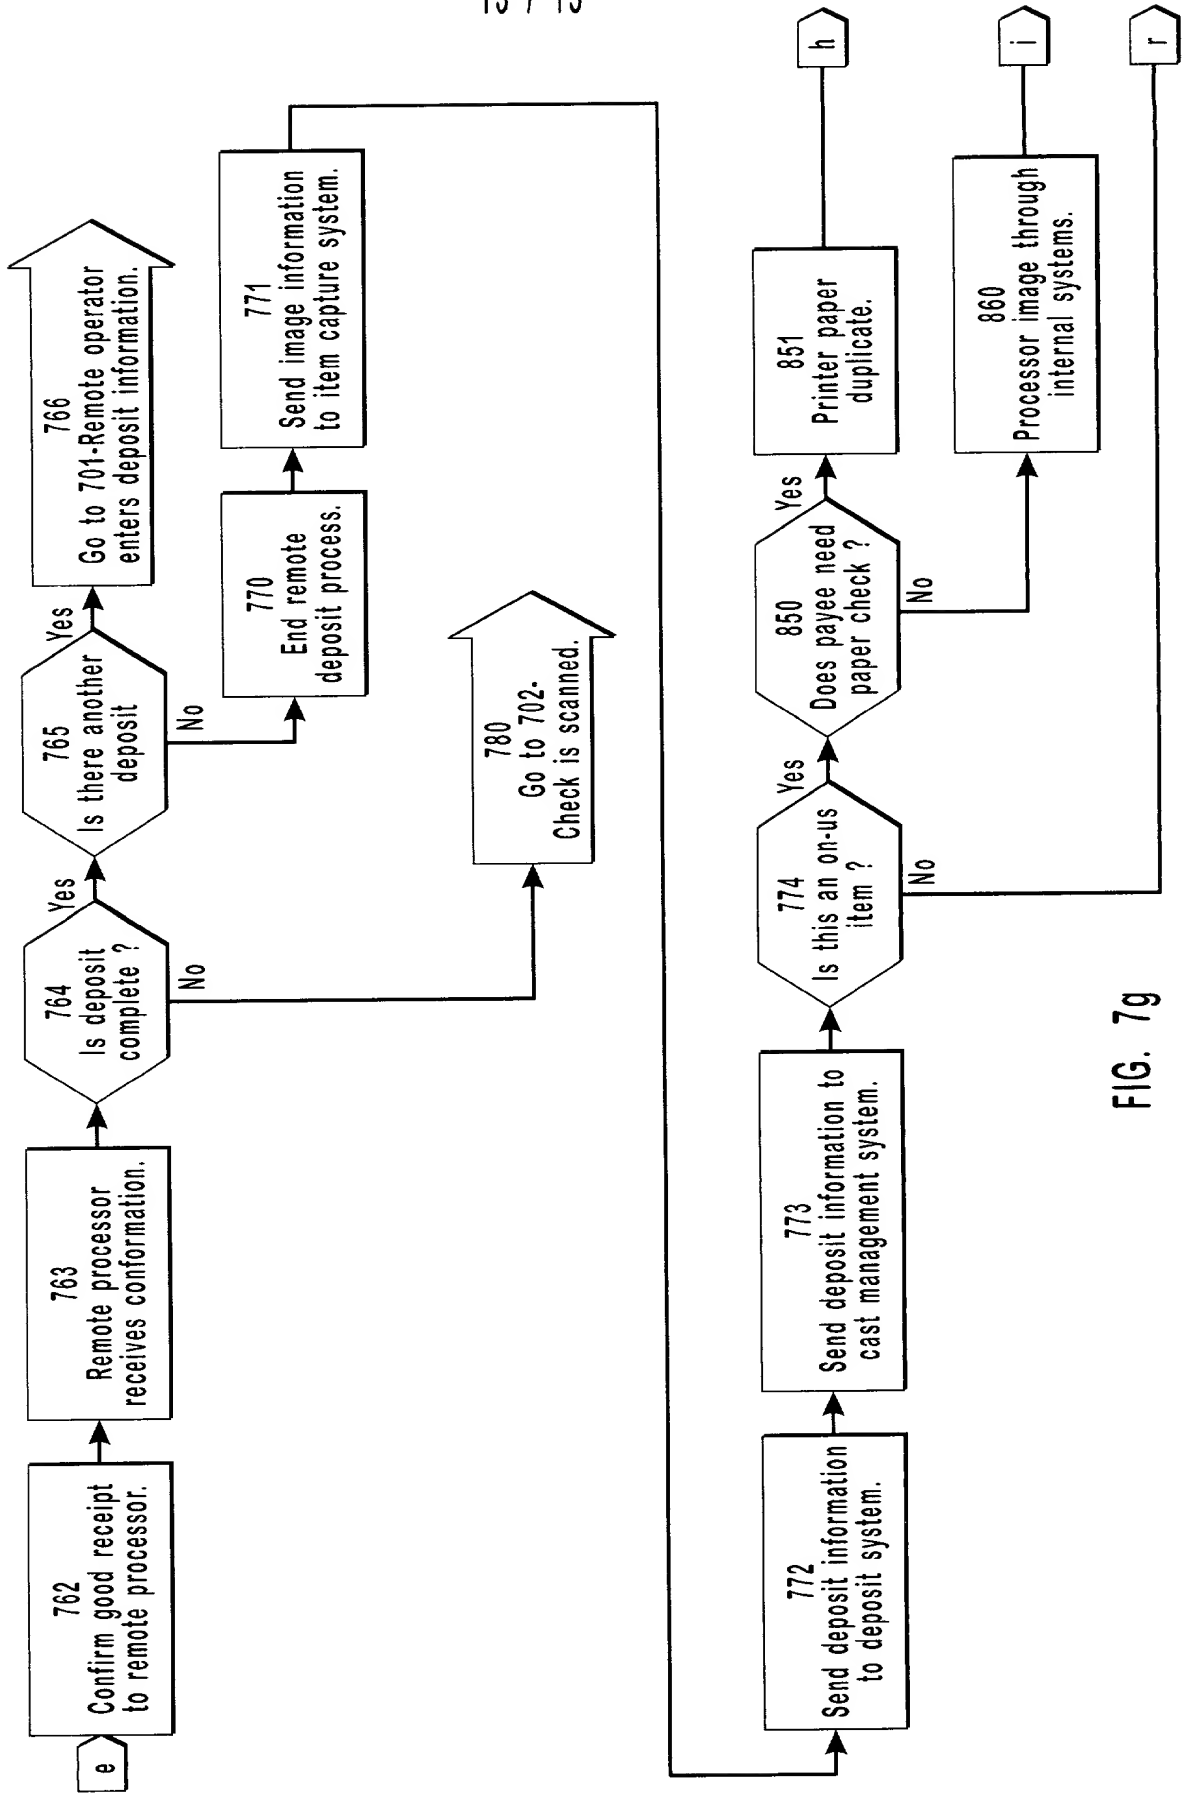 13 / 13
e
762
Confirm good receipt
to remote processor.
763
Remote processor
receives conformation.
764
Is deposit
complete ?
Yes
No
765
Is there another
deposit
Yes
No
766
Go to 701-Remote operator
enters deposit information.
770
End remote
deposit process.
771
Send image information
to item capture system.
780
Go to 702-
Check is scanned.
772
Send deposit information
to deposit system.
773
Send deposit information to
cast management system.
774
Is this an on-us
item ?
Yes
No
850
Does payee need
paper check ?
Yes
No
851
Printer paper
duplicate.
h
860
Processor image through
internal systems.
i
r
FIG. 7g